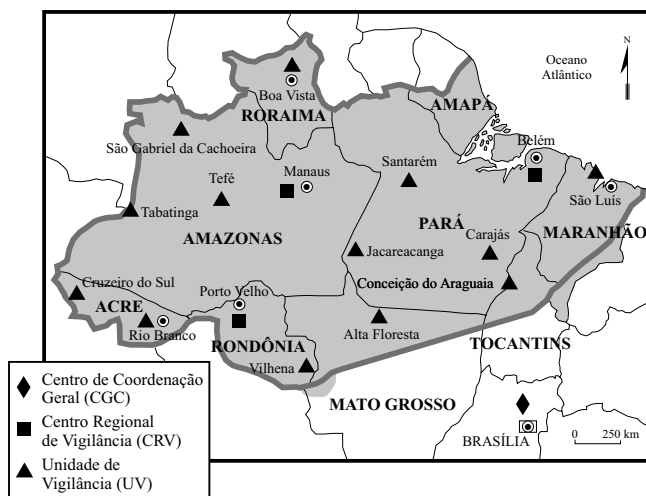 N
Oceano
Atlântico
Boa Vista
RORAIMA
AMAPÁ
São Gabriel da Cachoeira
Belém
Manaus
Santarém
Tefé
São Luís
Tabatinga
PARÁ
Carajás
MARANHÃO
AMAZONAS
Jacareacanga
Cruzeiro do Sul
Conceição do Araguaia
Porto Velho
ACRE
Rio Branco
RONDÔNIA
Alta Floresta
TOCANTINS
Vilhena
MATO GROSSO
BRASÍLIA
0 250 km
Centro de Coordenação
Geral (CGC)
Centro Regional
de Vigilância (CRV)
Unidade de
Vigilância (UV)